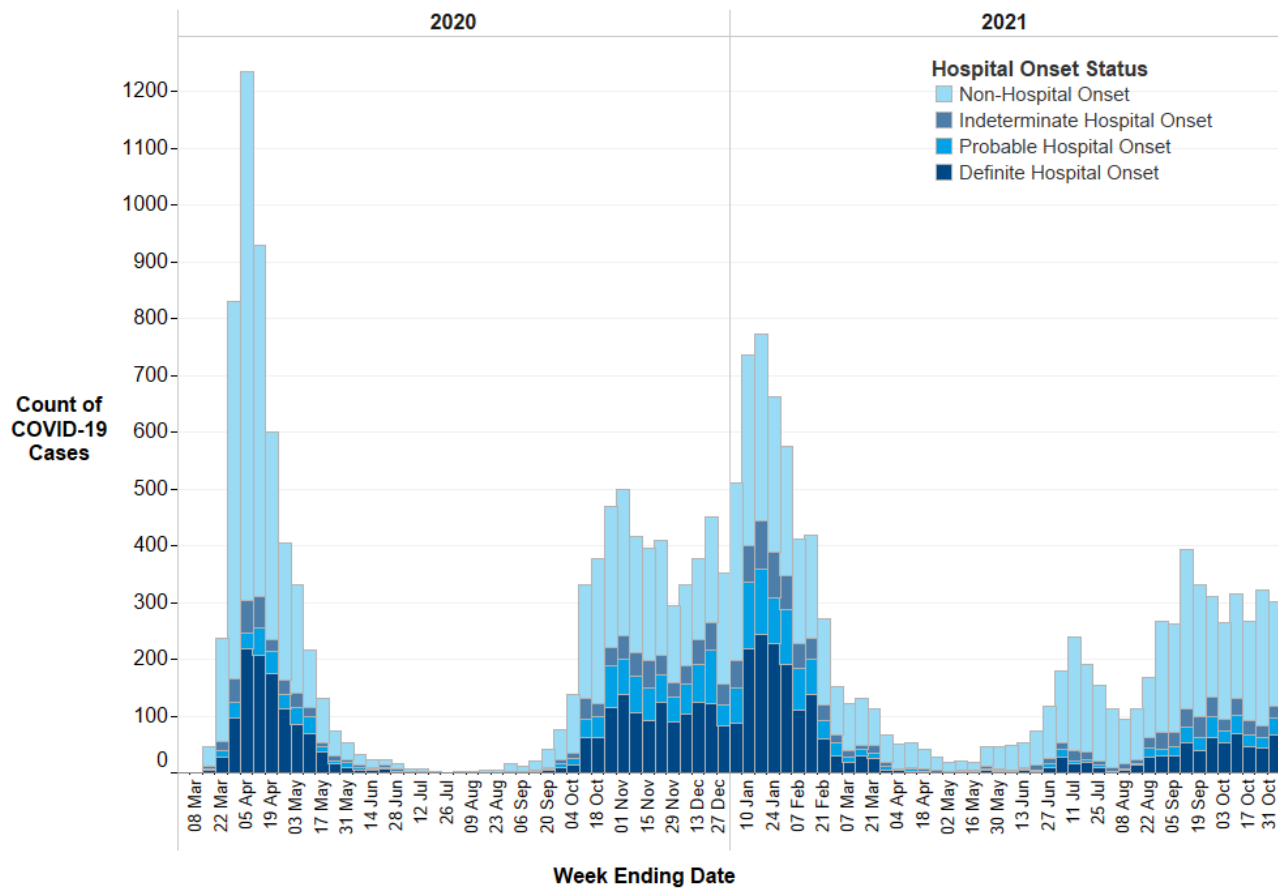 2020
2021
Hospital Onset Status
Non-Hospital Onset
Indeterminate Hospital Onset
Probable Hospital Onset
Definite Hospital Onset
1200
1100
1000
900
800
700
600
500
400
300
200
100
0
Count of
COVID-19
Cases
08 Mar
22 Mar
05 Apr
19 Apr
03 May
17 May
31 May
14 Jun
28 Jun
12 Jul
26 Jul
09 Aug
23 Aug
06 Sep
20 Sep
04 Oct
18 Oct
01 Nov
15 Nov
29 Nov
13 Dec
27 Dec
10 Jan
24 Jan
07 Feb
21 Feb
07 Mar
21 Mar
04 Apr
18 Apr
02 May
16 May
30 May
13 Jun
27 Jun
11 Jul
25 Jul
08 Aug
22 Aug
05 Sep
19 Sep
03 Oct
17 Oct
31 Oct
Week Ending Date